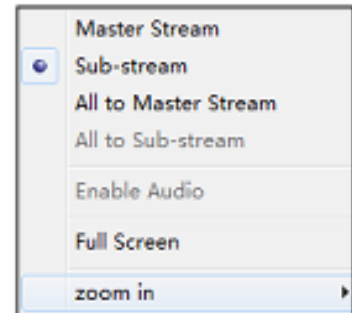 Master Stream
Sub-stream
All to Master Stream
All to Sub-stream
Enable Audio
Full Screen
zoom in